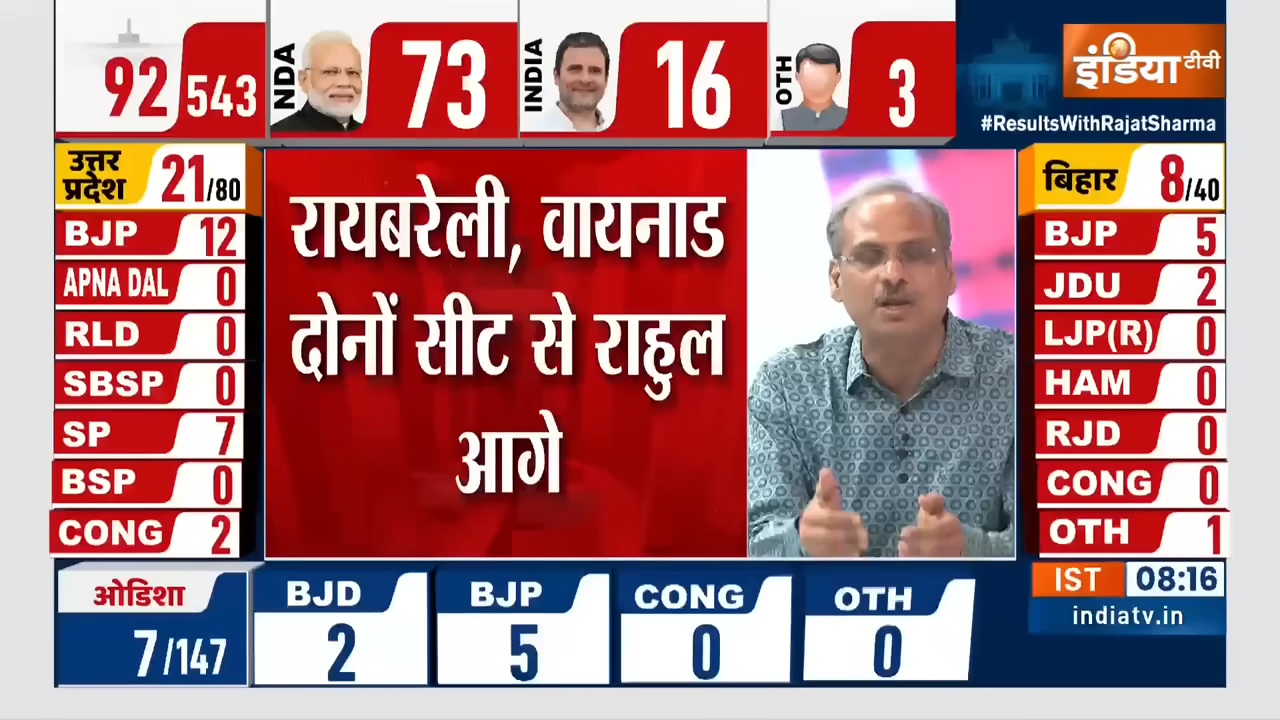 92/543
NDA 73
INDIA 16
OTH 3
इंडिया टीवी
#ResultsWithRajatSharma
उत्तर
प्रदेश 21/80
BJP 12
APNA DAL 0
RLD 0
SBSP 0
SP 7
BSP 0
CONG 2
रायबरेली, वायनाड
दोनों सीट से राहुल
आगे
बिहार 8/40
BJP 5
JDU 2
LJP(R) 0
HAM 0
RJD 0
CONG 0
OTH 1
ओडिशा
7/147
BJD
2
BJP
5
CONG
0
OTH
0
IST 08:16
indiatv.in